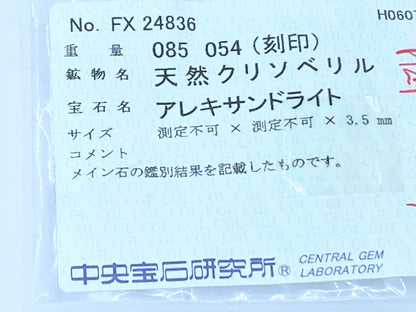 No. FX 24836
H060
重量 085 054 (刻印)
鉱物名 天然クリソベリル
宝石名 アレキサンドライト
サイズ 測定不可 × 測定不可 × 3.5 mm
コメント
メイン石の鑑別結果を記載したものです。
中央宝石研究所® CENTRAL GEM LABORATORY